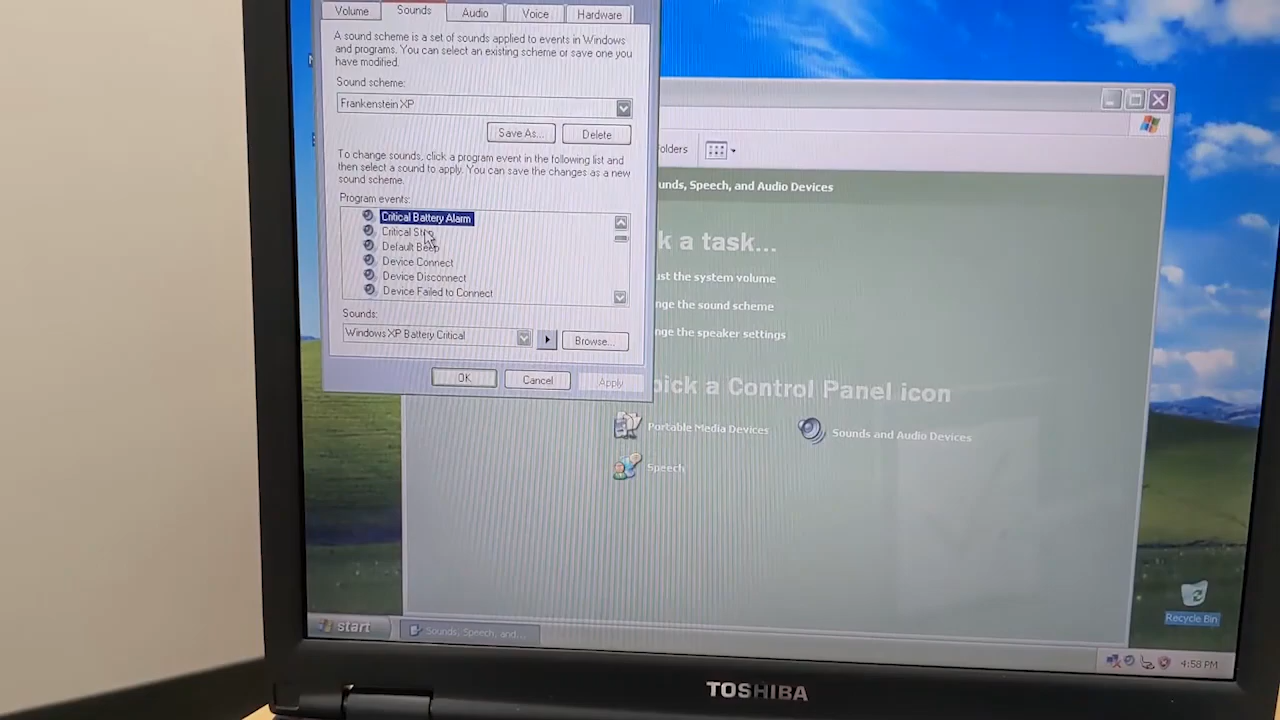 Volume
Sounds
Audio
Voice
Hardware
A sound scheme is a set of sounds applied to events in Windows
and programs. You can select an existing scheme or save one you
have modified.
Sound scheme:
Frankenstein XP
Save As...
Delete
To change sounds, click a program event in the following list and
then select a sound to apply. You can save the changes as a new
sound scheme.
Program events:
Critical Battery Alarm
Critical Stop
Default Beep
Device Connect
Device Disconnect
Device Failed to Connect
Sounds:
Windows XP Battery Critical
Browse...
OK
Cancel
Apply
olders
unds, Speech, and Audio Devices
k a task...
ust the system volume
nge the sound scheme
nge the speaker settings
pick a Control Panel icon
Portable Media Devices
Sounds and Audio Devices
Speech
Recycle Bin
start
Sounds, Speech, and...
4:58 PM
TOSHIBA